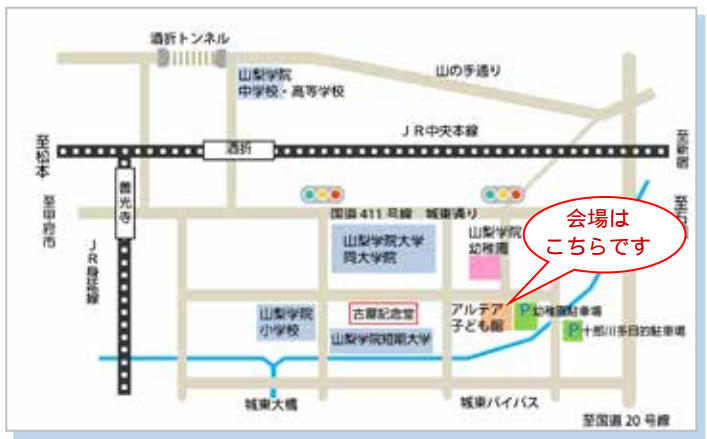 酒折トンネル
山梨学院
中学校・高等学校
山の手通り
JR中央本線
至松本
酒折
至新宿
善光寺
至甲府市
国道411号線 城東通り
会場は
こちらです
山梨学院大学
同大学院
山梨学院
幼稚園
JR身延線
山梨学院
小学校
古屋記念堂
山梨学院短期大学
アルテア
子ども館
P 幼稚園駐車場
P 十郎川多目的駐車場
城東大橋
城東バイパス
至国道20号線